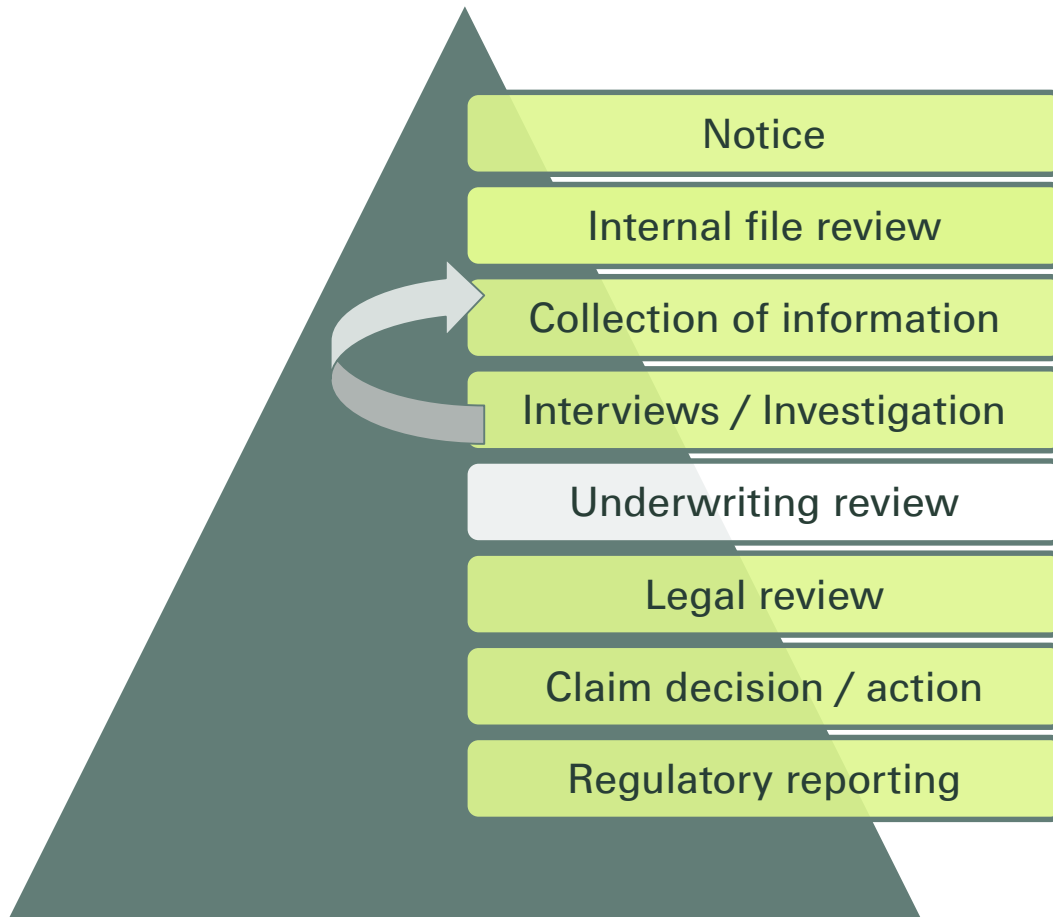 Notice
Internal file review
Collection of information
Interviews / Investigation
Underwriting review
Legal review
Claim decision / action
Regulatory reporting